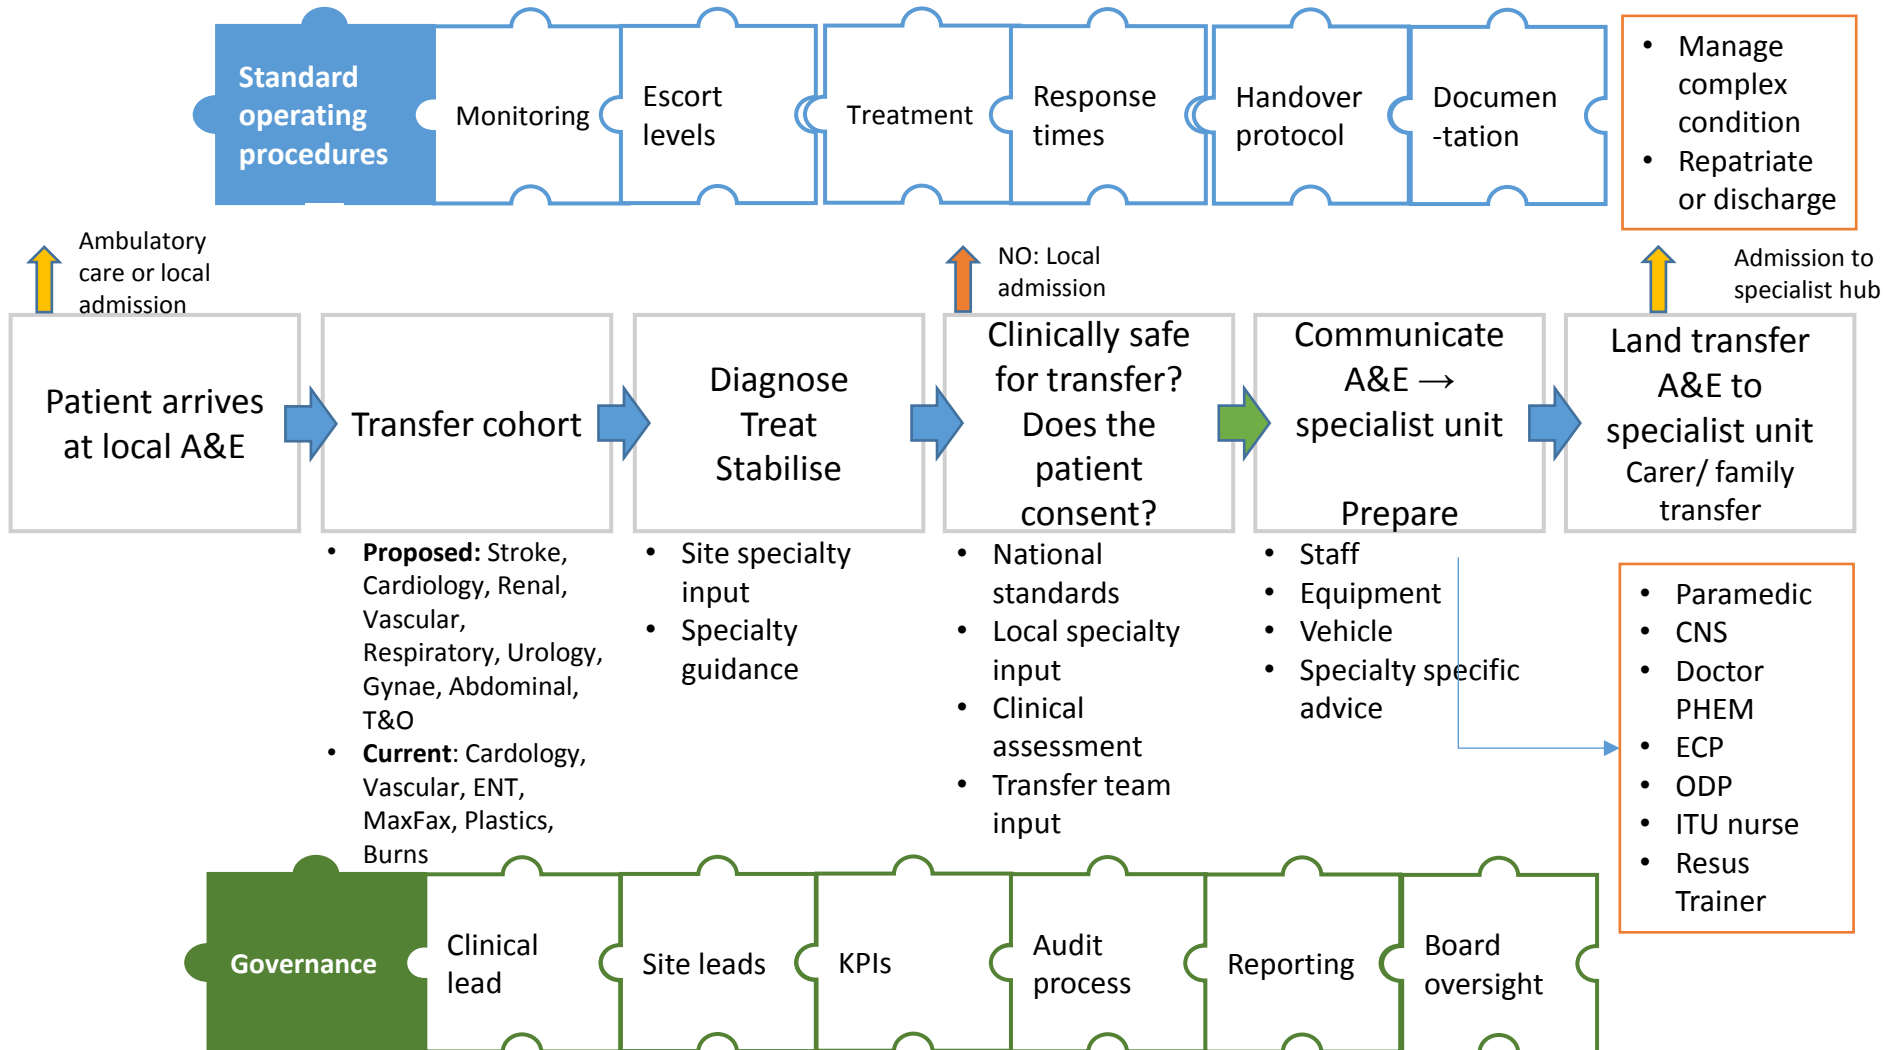 Standard
operating
procedures
Monitoring
Escort
levels
Treatment
Response
times
Handover
protocol
Documen
-tation
• Manage
complex
condition
• Repatriate
or discharge
Ambulatory
care or local
admission
NO: Local
admission
Admission to
specialist hub
Patient arrives
at local A&E
Transfer cohort
Diagnose
Treat
Stabilise
Clinically safe
for transfer?
Does the
patient
consent?
Communicate
A&E →
specialist unit
Prepare
Land transfer
A&E to
specialist unit
Carer/ family
transfer
• Proposed: Stroke,
Cardiology, Renal,
Vascular,
Respiratory, Urology,
Gynae, Abdominal,
T&O
• Current: Cardology,
Vascular, ENT,
MaxFax, Plastics,
Burns
• Site specialty
input
• Specialty
guidance
• National
standards
• Local specialty
input
• Clinical
assessment
• Transfer team
input
• Staff
• Equipment
• Vehicle
• Specialty specific
advice
• Paramedic
• CNS
• Doctor
PHEM
• ECP
• ODP
• ITU nurse
• Resus
Trainer
Governance
Clinical
lead
Site leads
KPIs
Audit
process
Reporting
Board
oversight